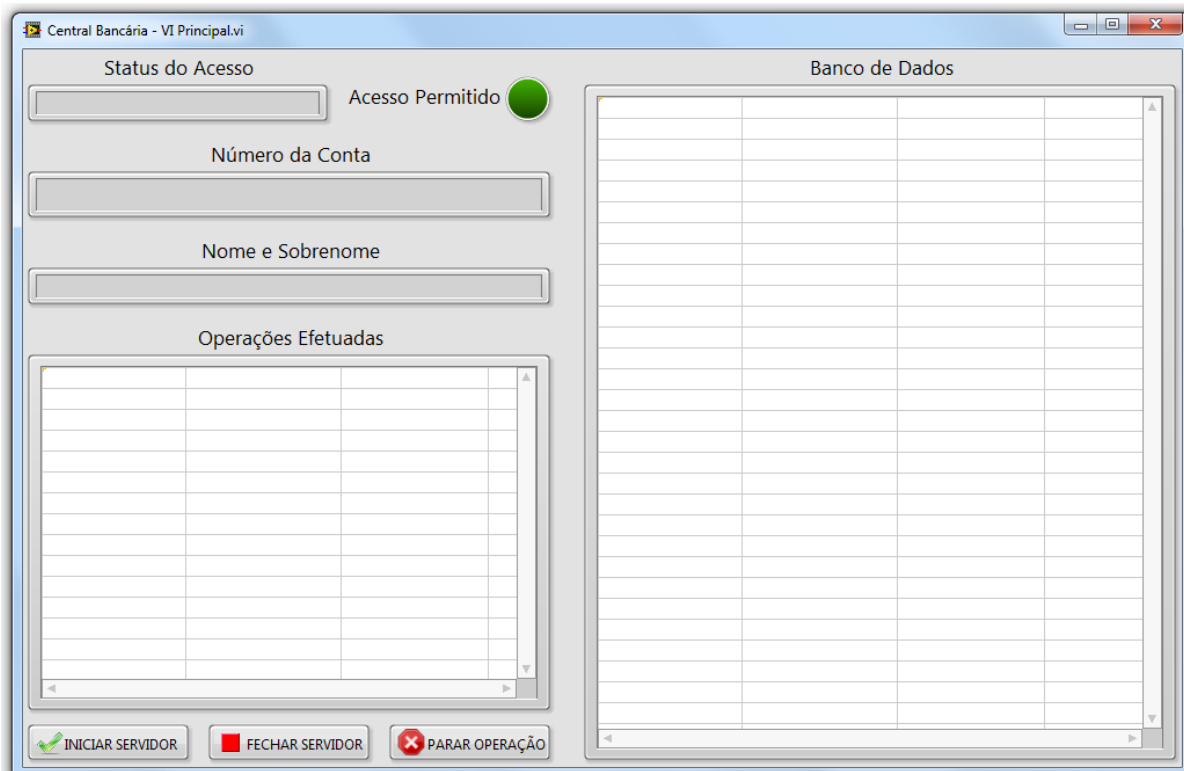 Central Bancária - VI Principal.vi
Status do Acesso
Acesso Permitido
Número da Conta
Nome e Sobrenome
Operações Efetuadas
INICIAR SERVIDOR
FECHAR SERVIDOR
PARAR OPERAÇÃO
Banco de Dados